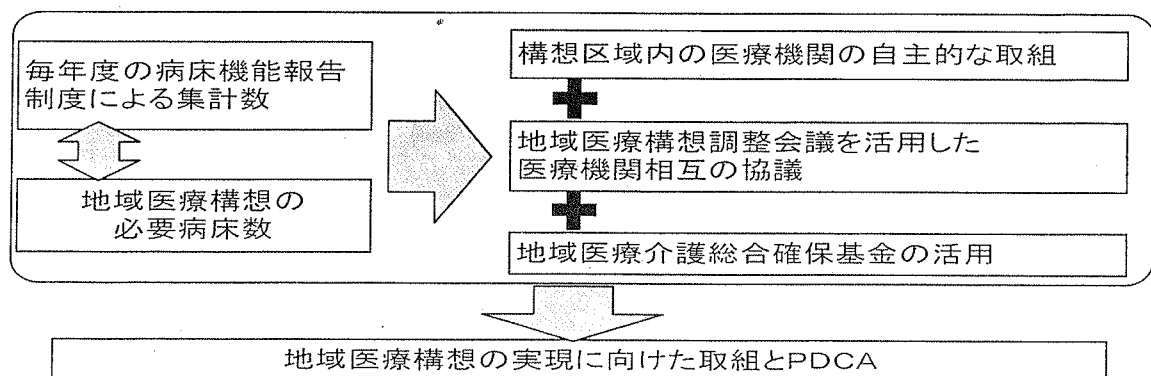 毎年度の病床機能報告
制度による集計数
地域医療構想の
必要病床数
構想区域内の医療機関の自主的な取組
地域医療構想調整会議を活用した
医療機関相互の協議
地域医療介護総合確保基金の活用
地域医療構想の実現に向けた取組とPDCA